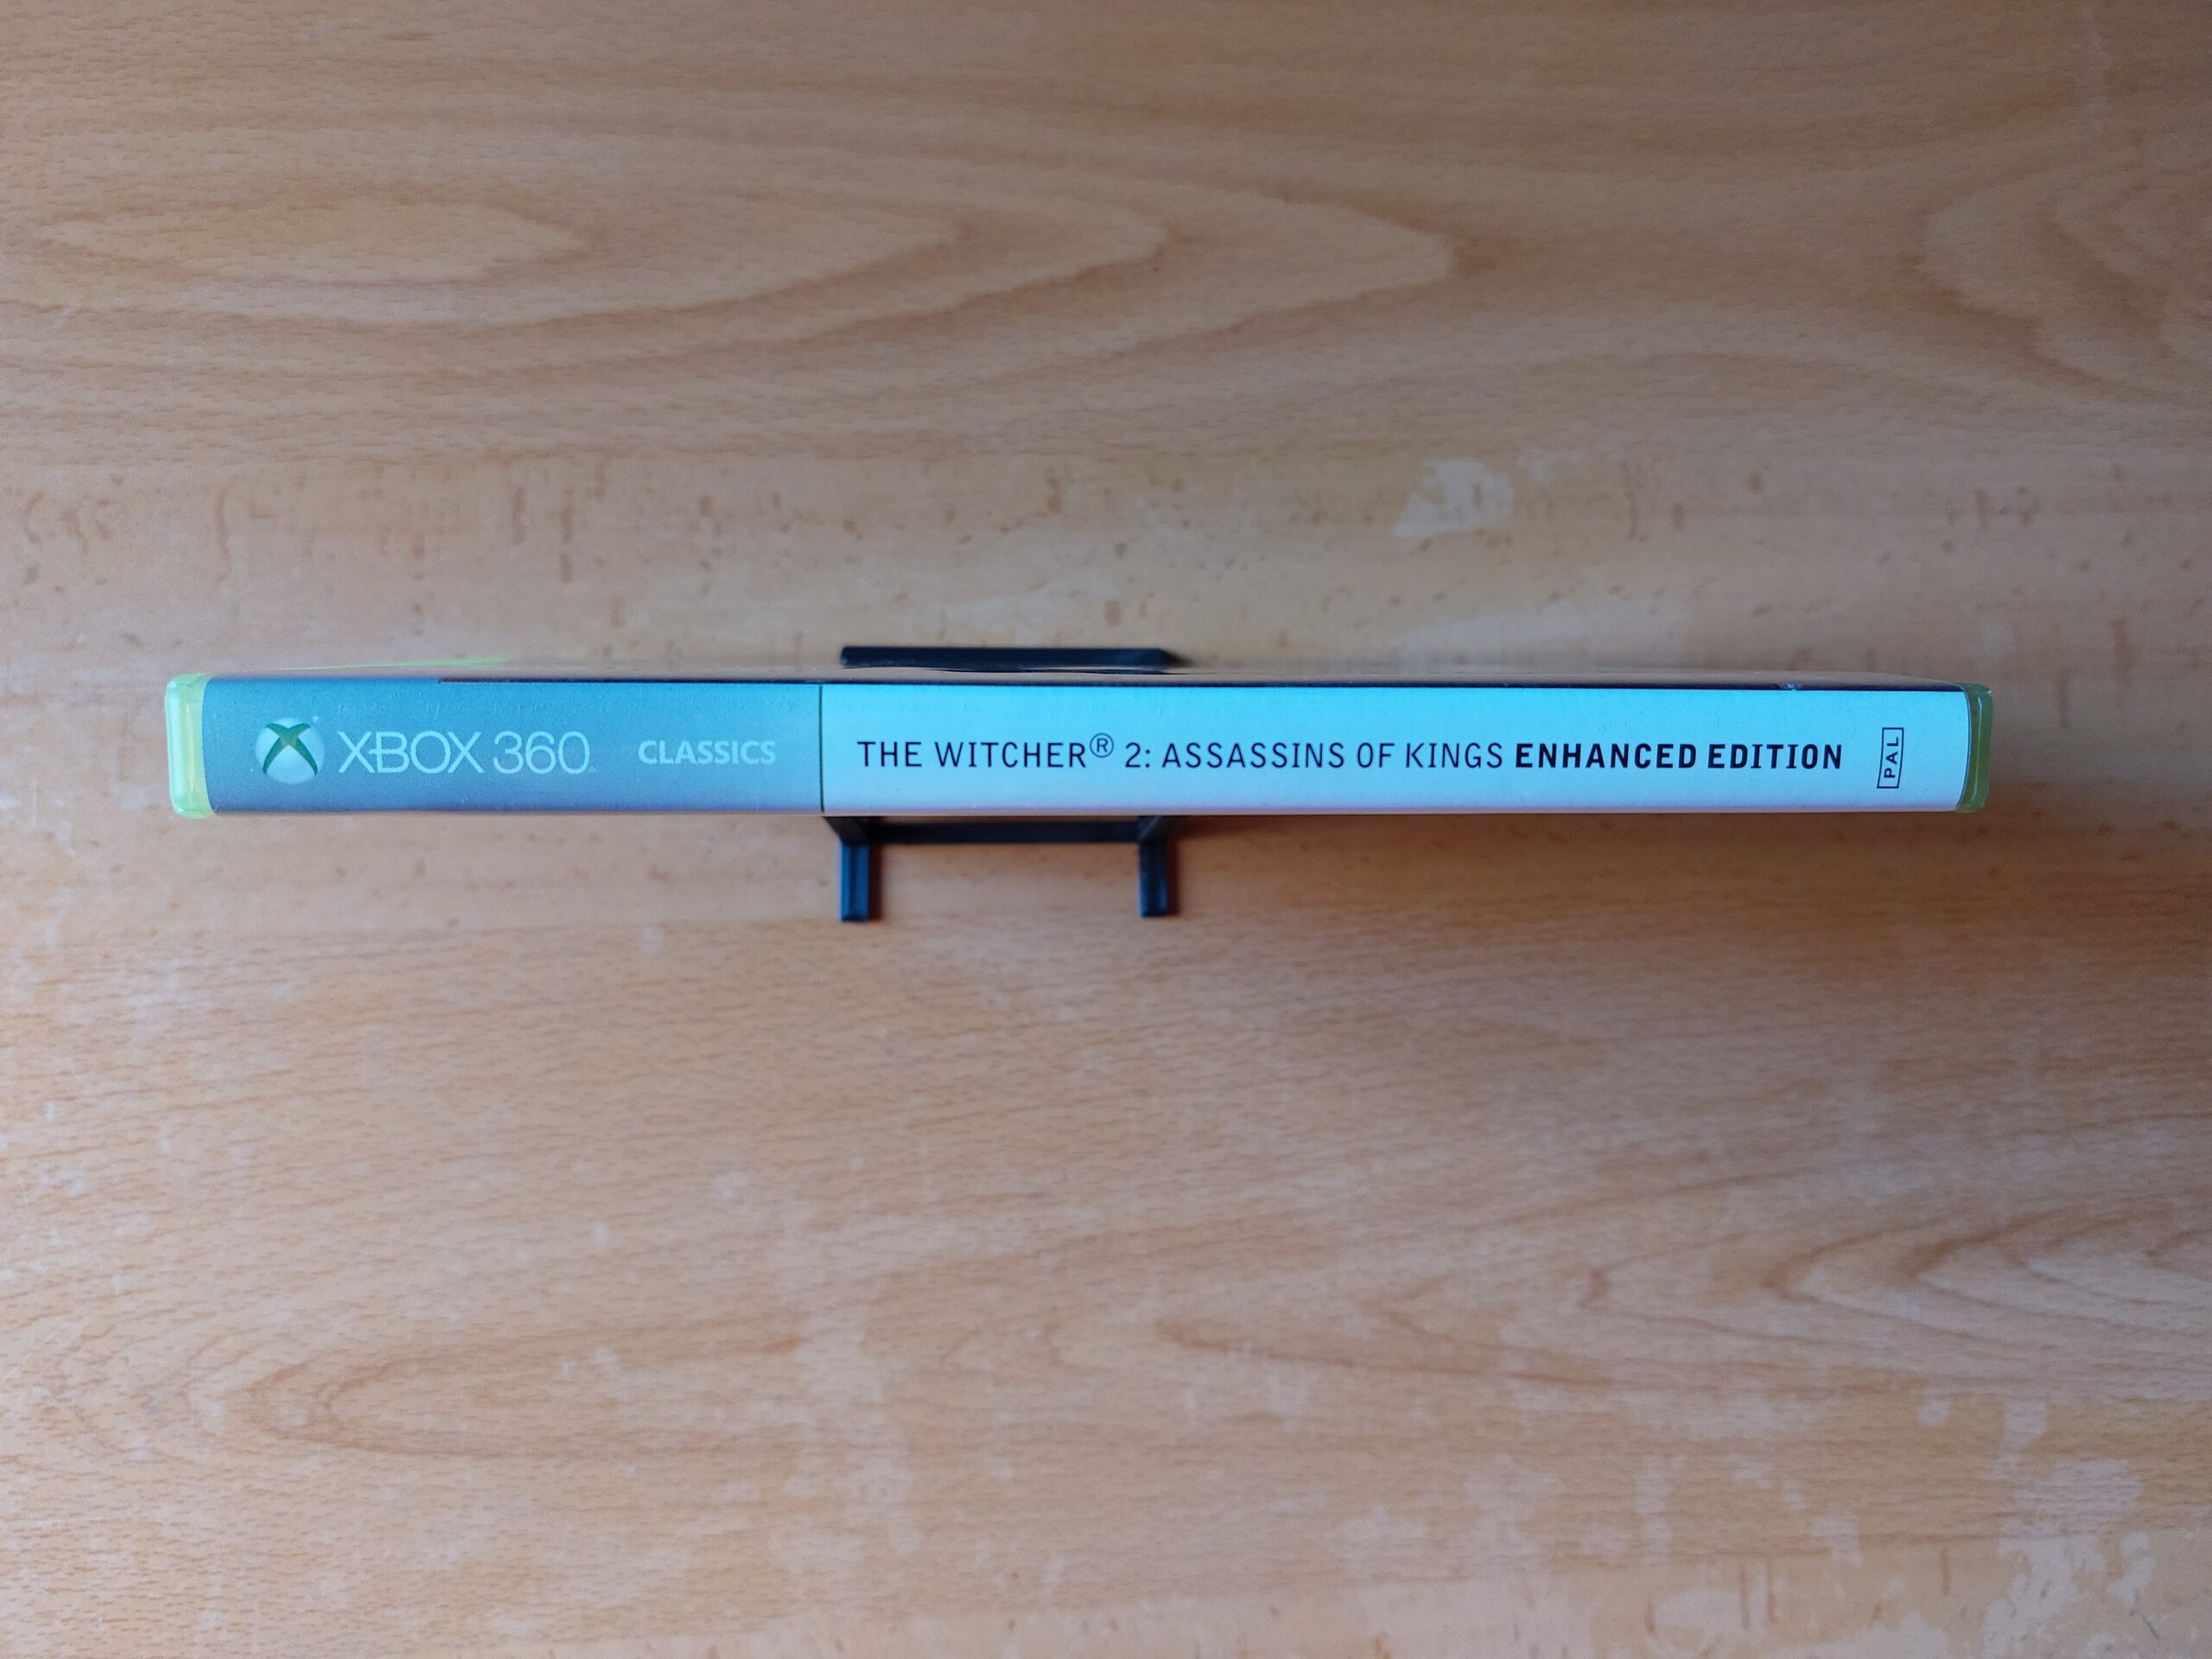 XBOX 360 CLASSICS THE WITCHER® 2: ASSASSINS OF KINGS ENHANCED EDITION PAL